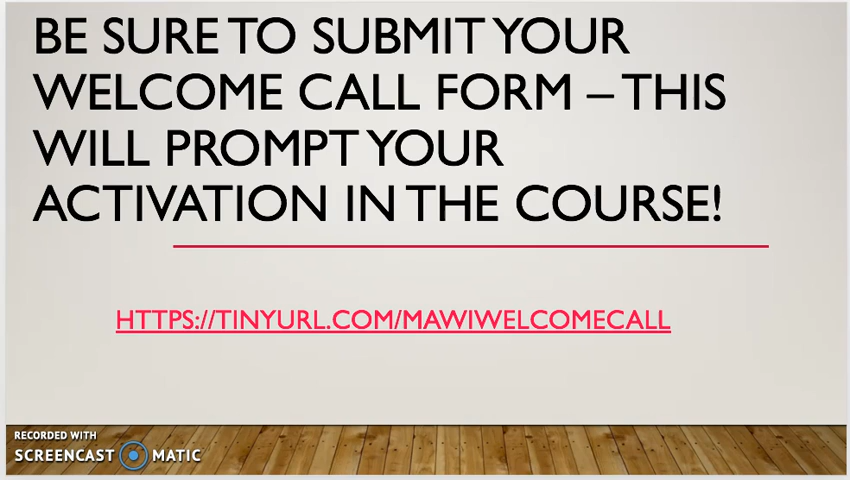 BE SURE TO SUBMIT YOUR
WELCOME CALL FORM – THIS
WILL PROMPT YOUR
ACTIVATION IN THE COURSE!
HTTPS://TINYURL.COM/MAWIWELCOMECALL
RECORDED WITH
SCREENCAST MATIC